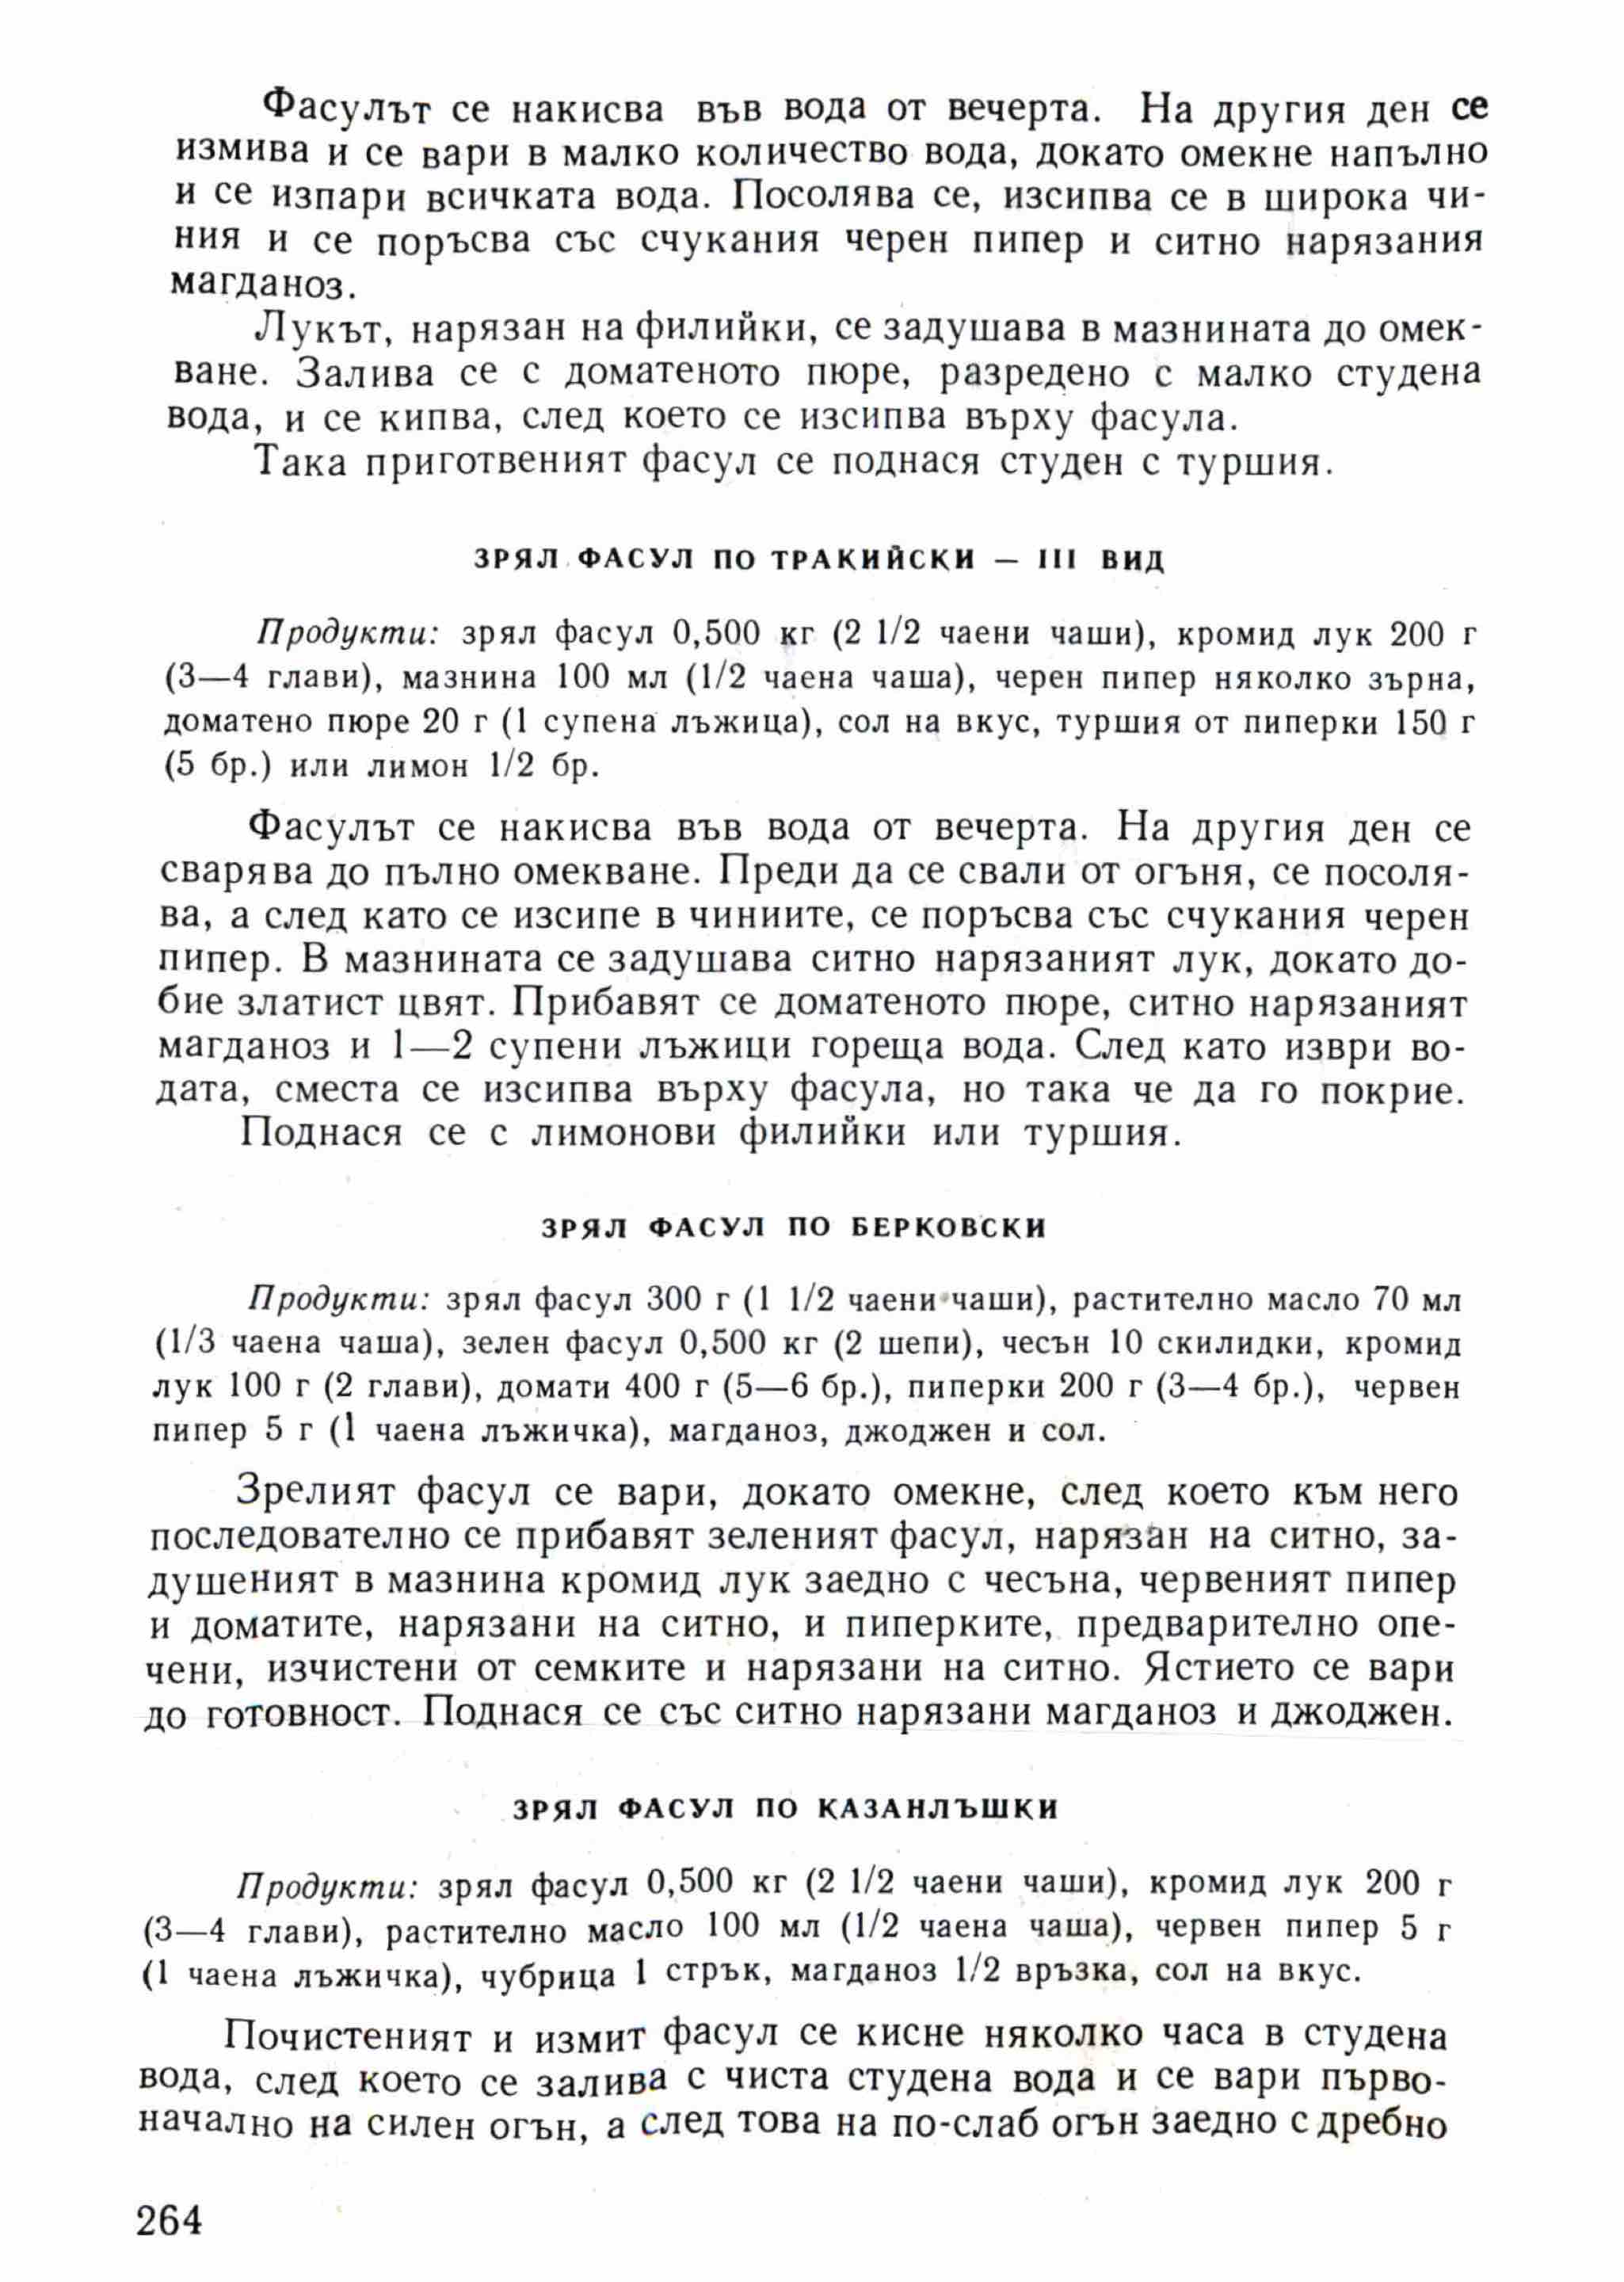 Фасулът се накисва във вода от вечерта. На другия ден се
измива и се вари в малко количество вода, докато омекне напълно
и се изпари всичката вода. Посолява се, изсипва се в широка чи-
ния и се поръсва със счукания черен пипер и ситно нарязания
магданоз.
Лукът, нарязан на филийки, се задушава в мазнината до омек-
ване. Залива се с доматеното пюре, разредено с малко студена
вода, и се кипва, след което се изсипва върху фасула.
Така приготвеният фасул се поднася студен с туршия.
ЗРЯЛ ФАСУЛ ПО ТРАКИЙСКИ — III ВИД
Продукти: зрял фасул 0,500 кг (2 1/2 чаени чаши), кромид лук 200 г
(3—4 глави), мазнина 100 мл (1/2 чаена чаша), черен пипер няколко зърна,
доматено пюре 20 г (1 супена лъжица), сол на вкус, туршия от пиперки 150 г
(5 бр.) или лимон 1/2 бр.
Фасулът се накисва във вода от вечерта. На другия ден се
сварява до пълно омекване. Преди да се свали от огъня, се посоля-
ва, а след като се изсипе в чиниите, се поръсва със счукания черен
пипер. В мазнината се задушава ситно нарязаният лук, докато до-
бие златист цвят. Прибавят се доматеното пюре, ситно нарязаният
магданоз и 1—2 супени лъжици гореща вода. След като изври во-
дата, сместа се изсипва върху фасула, но така че да го покрие.
Поднася се с лимонови филийки или туршия.
ЗРЯЛ ФАСУЛ ПО БЕРКОВСКИ
Продукти: зрял фасул 300 г (1 1/2 чаени чаши), растително масло 70 мл
(1/3 чаена чаша), зелен фасул 0,500 кг (2 шепи), чесън 10 скилидки, кромид
лук 100 г (2 глави), домати 400 г (5—6 бр.), пиперки 200 г (3—4 бр.), червен
пипер 5 г (1 чаена лъжичка), магданоз, джоджен и сол.
Зрелият фасул се вари, докато омекне, след което към него
последователно се прибавят зеленият фасул, нарязан на ситно, за-
душеният в мазнина кромид лук заедно с чесъна, червеният пипер
и доматите, нарязани на ситно, и пиперките, предварително опе-
чени, изчистени от семките и нарязани на ситно. Ястието се вари
до готовност. Поднася се със ситно нарязани магданоз и джоджен.
ЗРЯЛ ФАСУЛ ПО КАЗАНЛЪШКИ
Продукти: зрял фасул 0,500 кг (2 1/2 чаени чаши), кромид лук 200 г
(3—4 глави), растително масло 100 мл (1/2 чаена чаша), червен пипер 5 г
(1 чаена лъжичка), чубрица 1 стрък, магданоз 1/2 връзка, сол на вкус.
Почистеният и измит фасул се кисне няколко часа в студена
вода, след което се залива с чиста студена вода и се вари първо-
начално на силен огън, а след това на по-слаб огън заедно с дребно
264